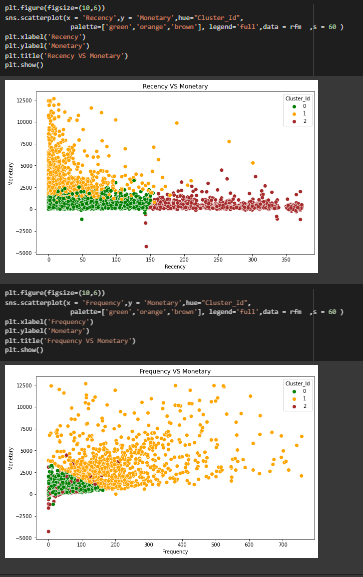 plt.figure(figsize=(10,6))
sns.scatterplot(x = 'Recency',y = 'Monetary',hue="Cluster_Id",
palette=['green','orange','brown'], legend='full',data = rfm ,s = 60 )
plt.xlabel('Recency')
plt.ylabel('Monetary')
plt.title('Recency VS Monetary')
plt.show()
Recency VS Monetary
Cluster_Id
0
1
2
12500
10000
7500
5000
2500
0
−2500
−5000
Monetary
0 50 100 150 200 250 300 350
Recency
plt.figure(figsize=(10,6))
sns.scatterplot(x = 'Frequency',y = 'Monetary',hue="Cluster_Id",
palette=['green','orange','brown'], legend='full',data = rfm ,s = 60 )
plt.xlabel('Frequency')
plt.ylabel('Monetary')
plt.title('Frequency VS Monetary')
plt.show()
Frequency VS Monetary
Cluster_Id
0
1
2
12500
10000
7500
5000
2500
0
−2500
−5000
Monetary
0 100 200 300 400 500 600 700
Frequency